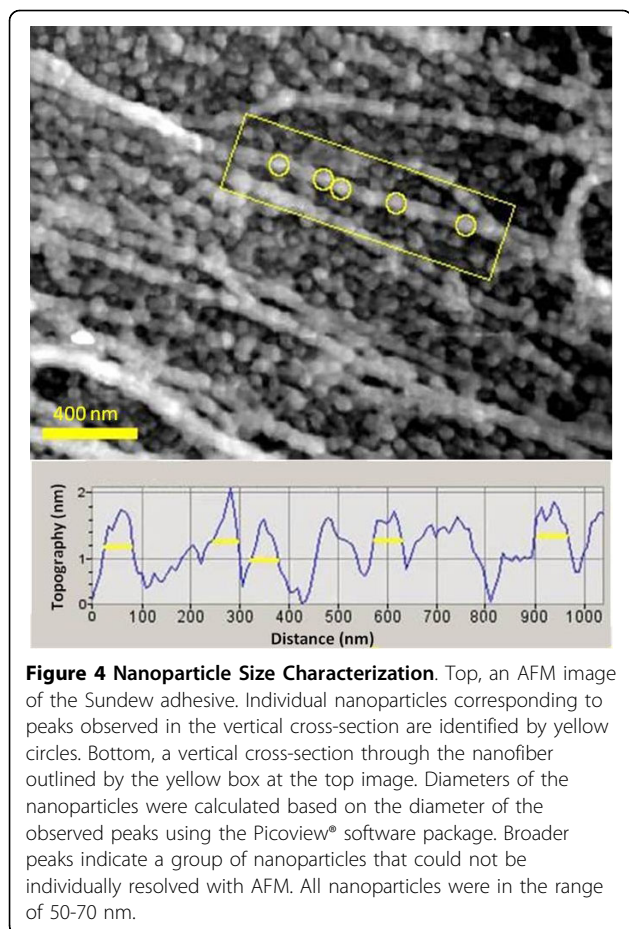 400 nm
Topography (nm)
2
1
0
0 100 200 300 400 500 600 700 800 900 1000
Distance (nm)
Figure 4 Nanoparticle Size Characterization. Top, an AFM image
of the Sundew adhesive. Individual nanoparticles corresponding to
peaks observed in the vertical cross-section are identified by yellow
circles. Bottom, a vertical cross-section through the nanofiber
outlined by the yellow box at the top image. Diameters of the
nanoparticles were calculated based on the diameter of the
observed peaks using the Picoview® software package. Broader
peaks indicate a group of nanoparticles that could not be
individually resolved with AFM. All nanoparticles were in the range
of 50-70 nm.